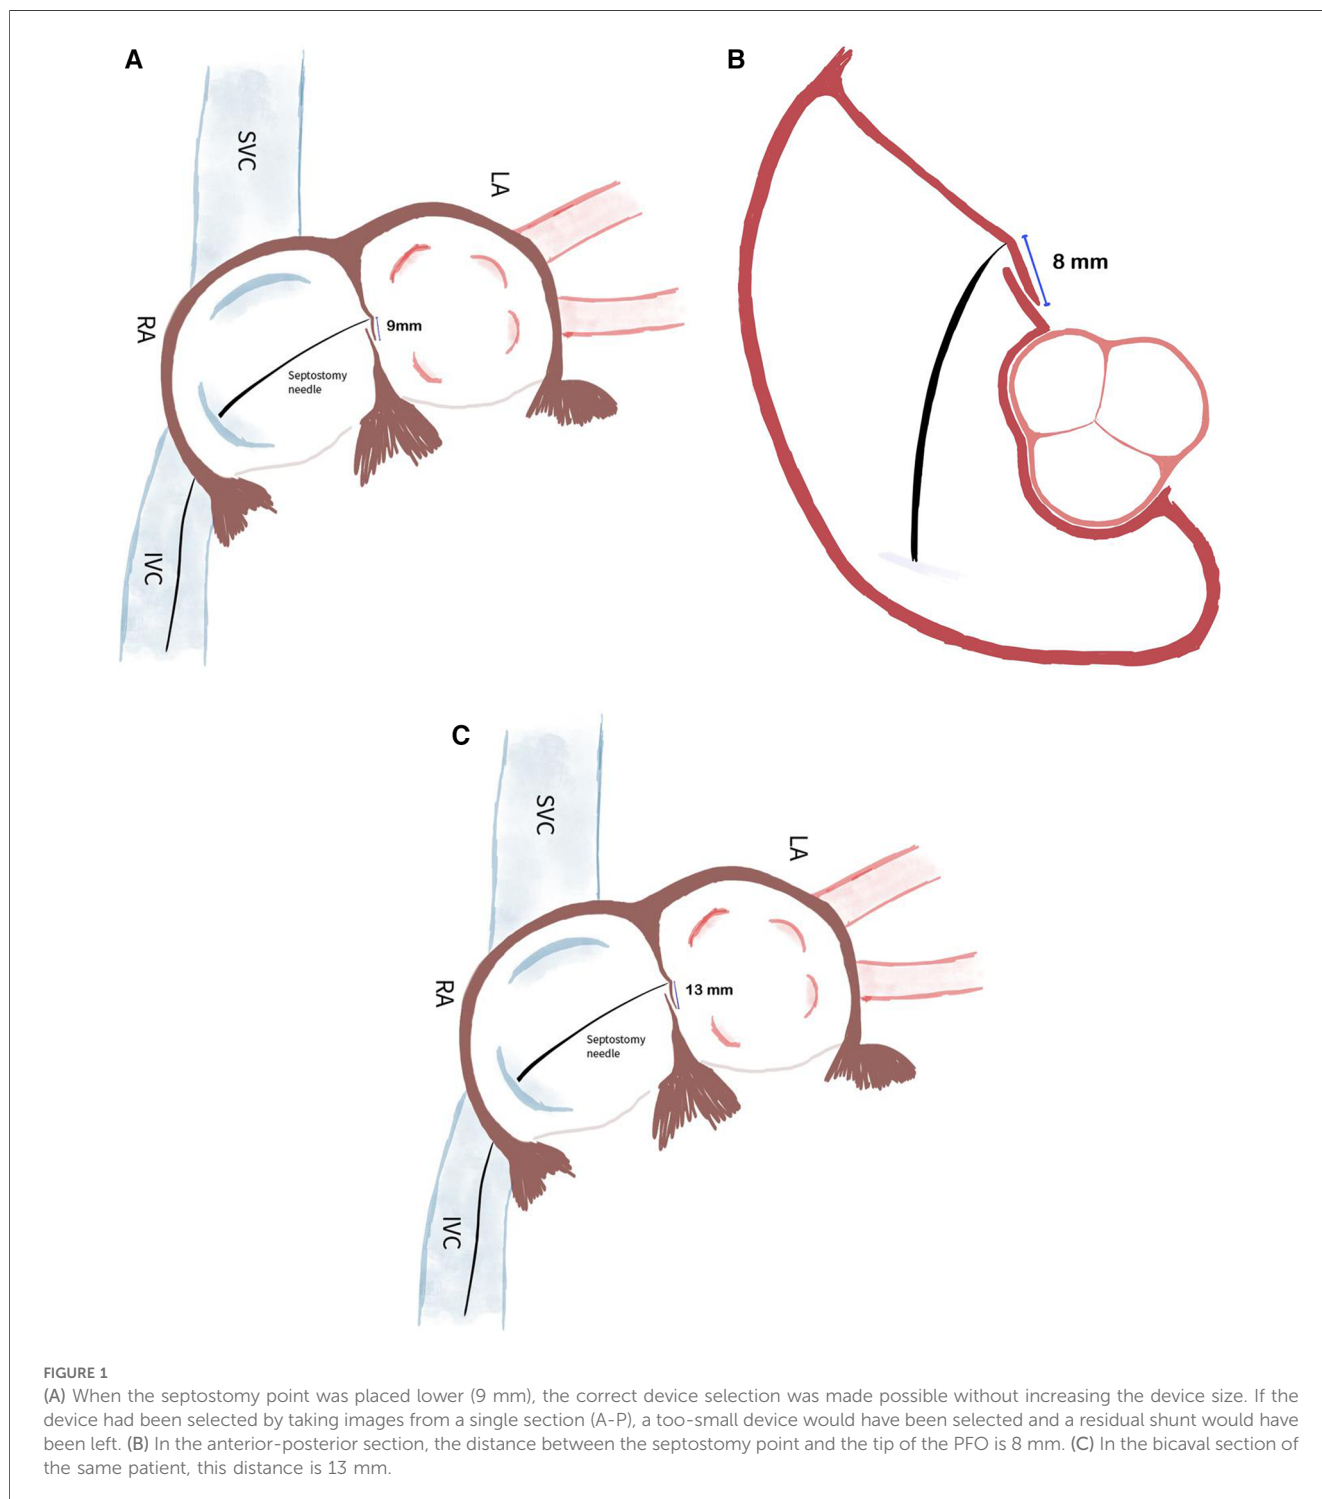 A
SVC
LA
RA
9mm
Septostomy
needle
IVC
B
8 mm
C
SVC
LA
RA
13 mm
Septostomy
needle
IVC
FIGURE 1
(A) When the septostomy point was placed lower (9 mm), the correct device selection was made possible without increasing the device size. If the
device had been selected by taking images from a single section (A-P), a too-small device would have been selected and a residual shunt would have
been left. (B) In the anterior-posterior section, the distance between the septostomy point and the tip of the PFO is 8 mm. (C) In the bicaval section of
the same patient, this distance is 13 mm.